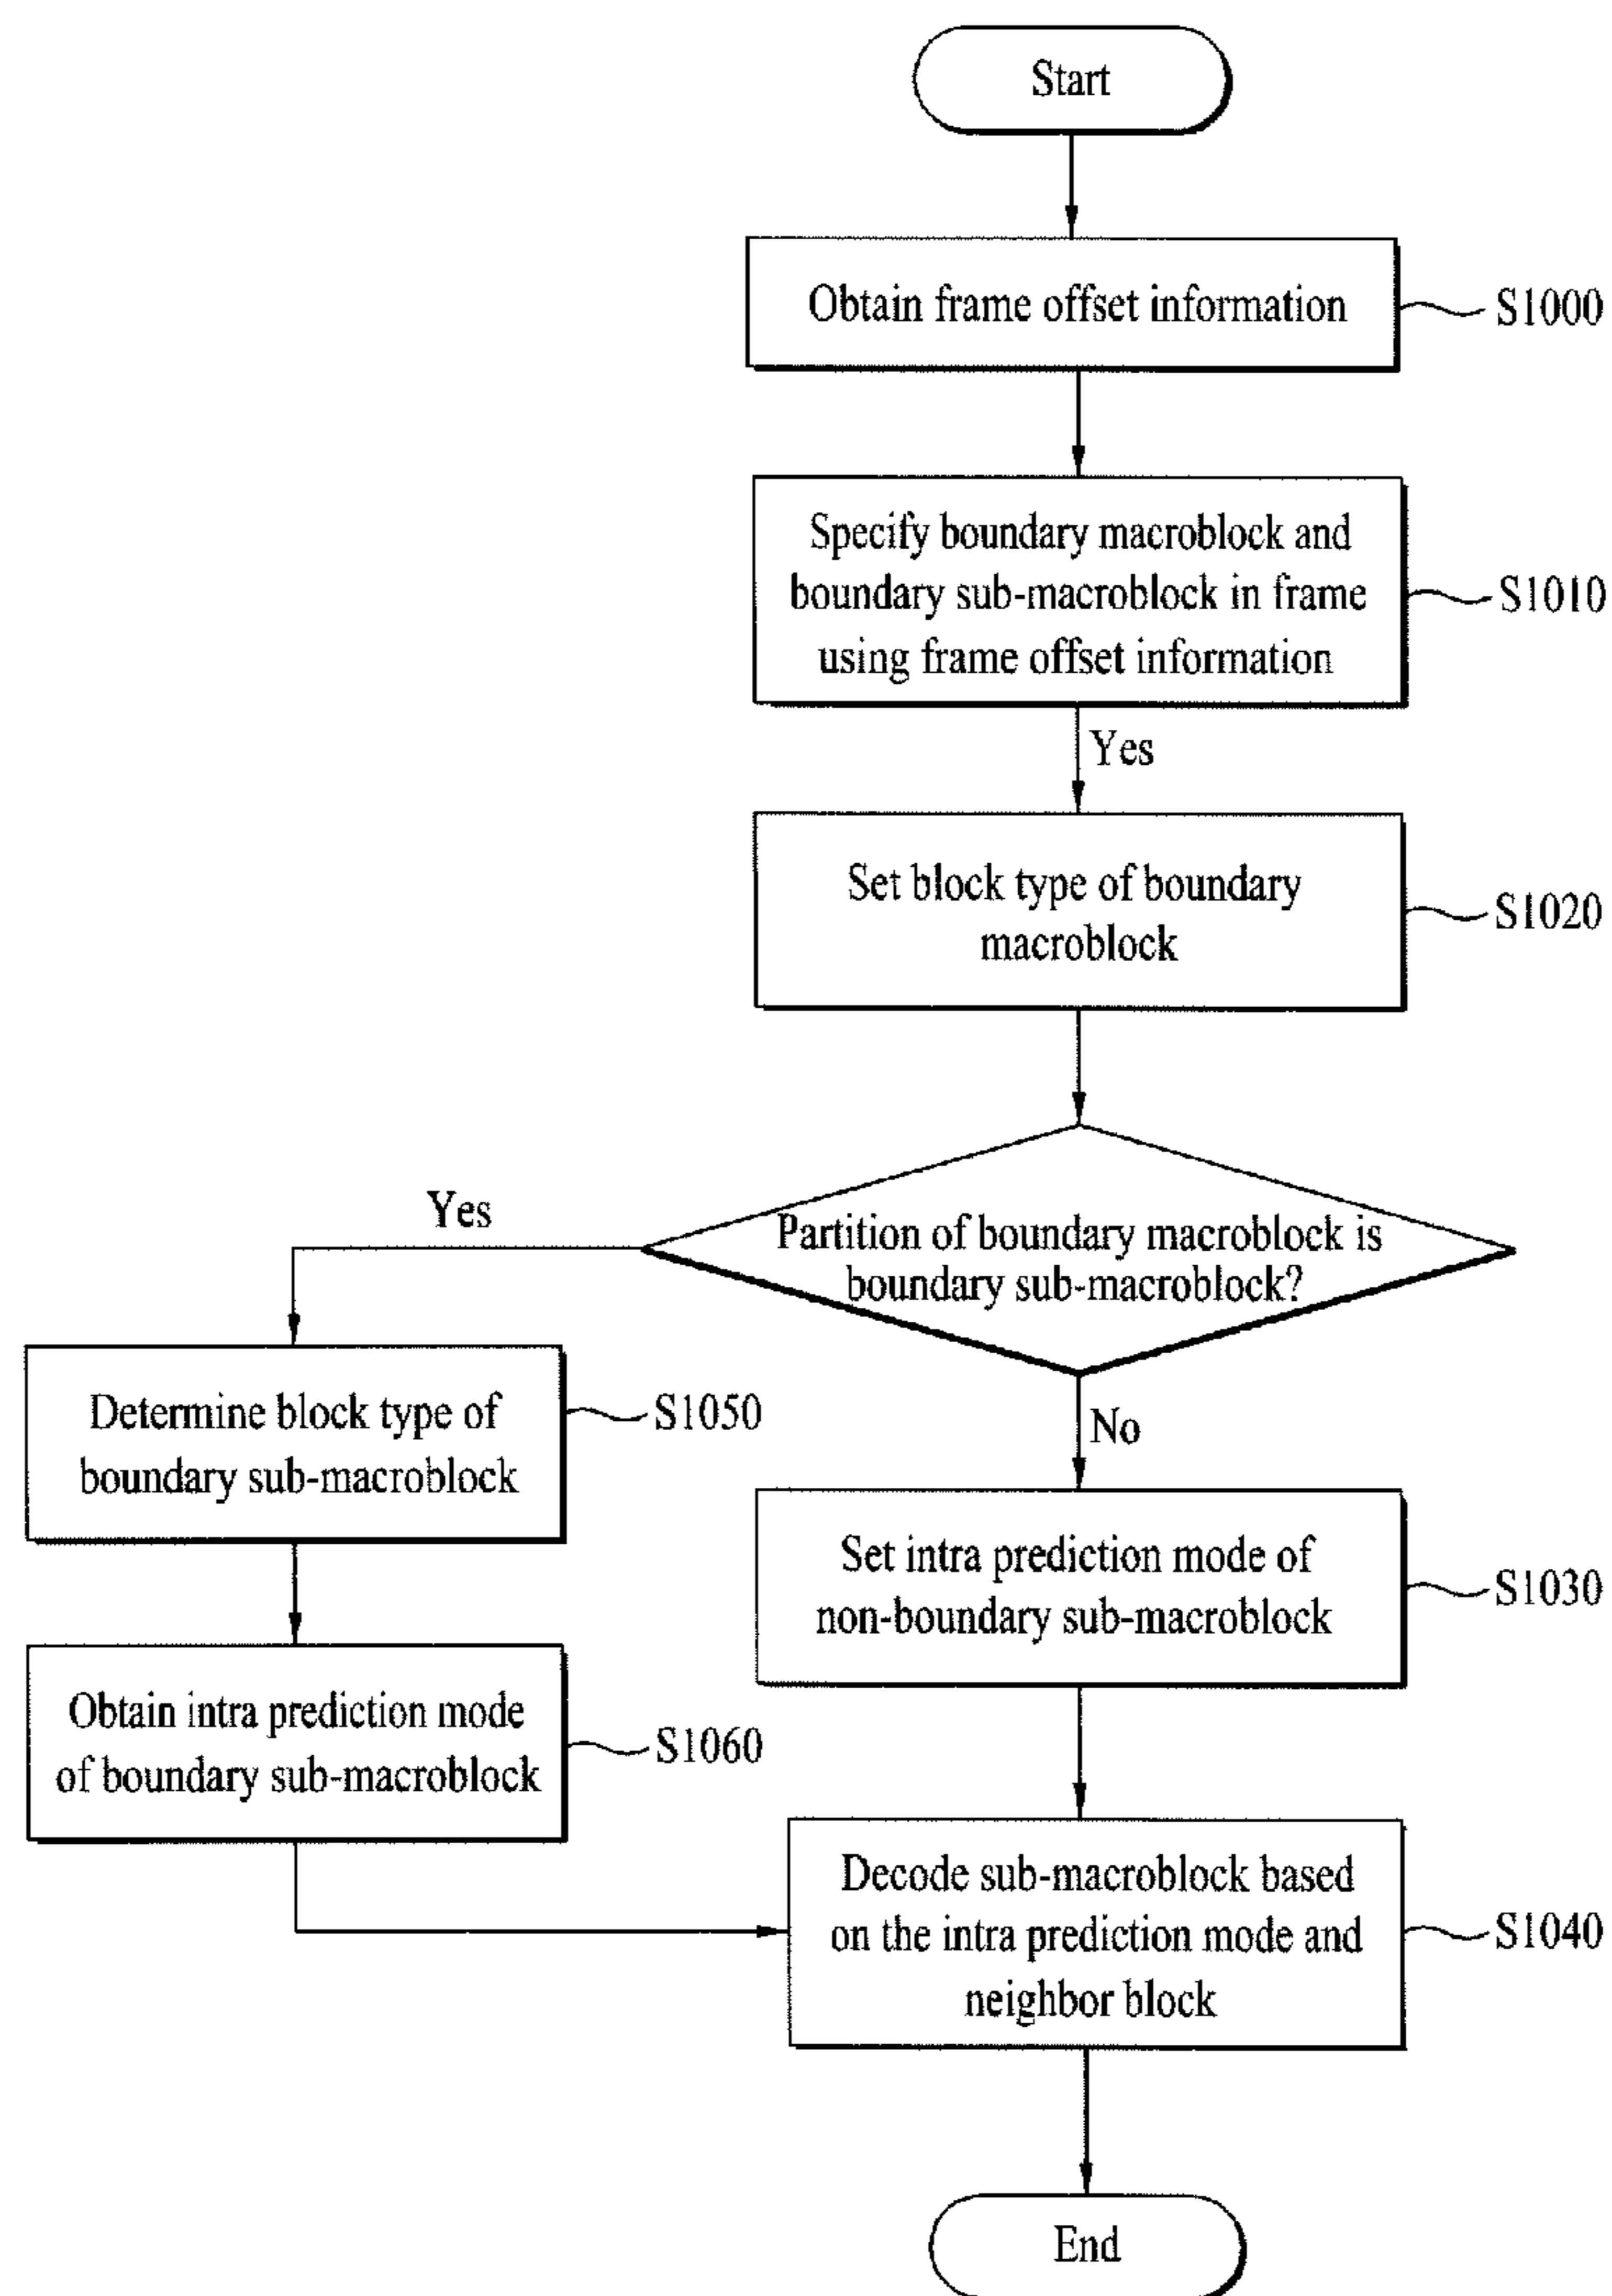 Start
Obtain frame offset information
S1000
Specify boundary macroblock and
boundary sub-macroblock in frame
using frame offset information
S1010
Yes
Set block type of boundary
macroblock
S1020
Partition of boundary macroblock is
boundary sub-macroblock?
Yes
Determine block type of
boundary sub-macroblock
S1050
Obtain intra prediction mode
of boundary sub-macroblock
S1060
No
Set intra prediction mode of
non-boundary sub-macroblock
S1030
Decode sub-macroblock based
on the intra prediction mode and
neighbor block
S1040
End